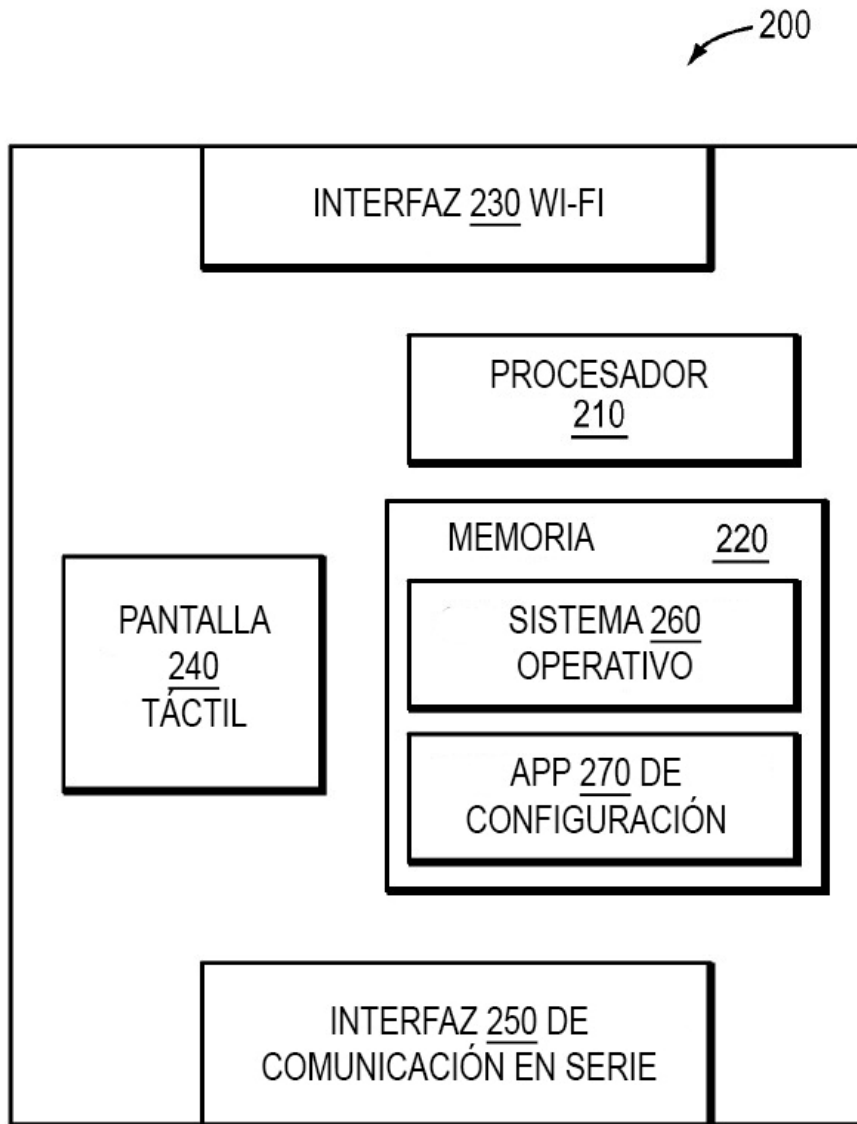 200
INTERFAZ 230 WI-FI
PROCESADOR
210
MEMORIA 220
SISTEMA 260
OPERATIVO
PANTALLA
240
TÁCTIL
APP 270 DE
CONFIGURACIÓN
INTERFAZ 250 DE
COMUNICACIÓN EN SERIE